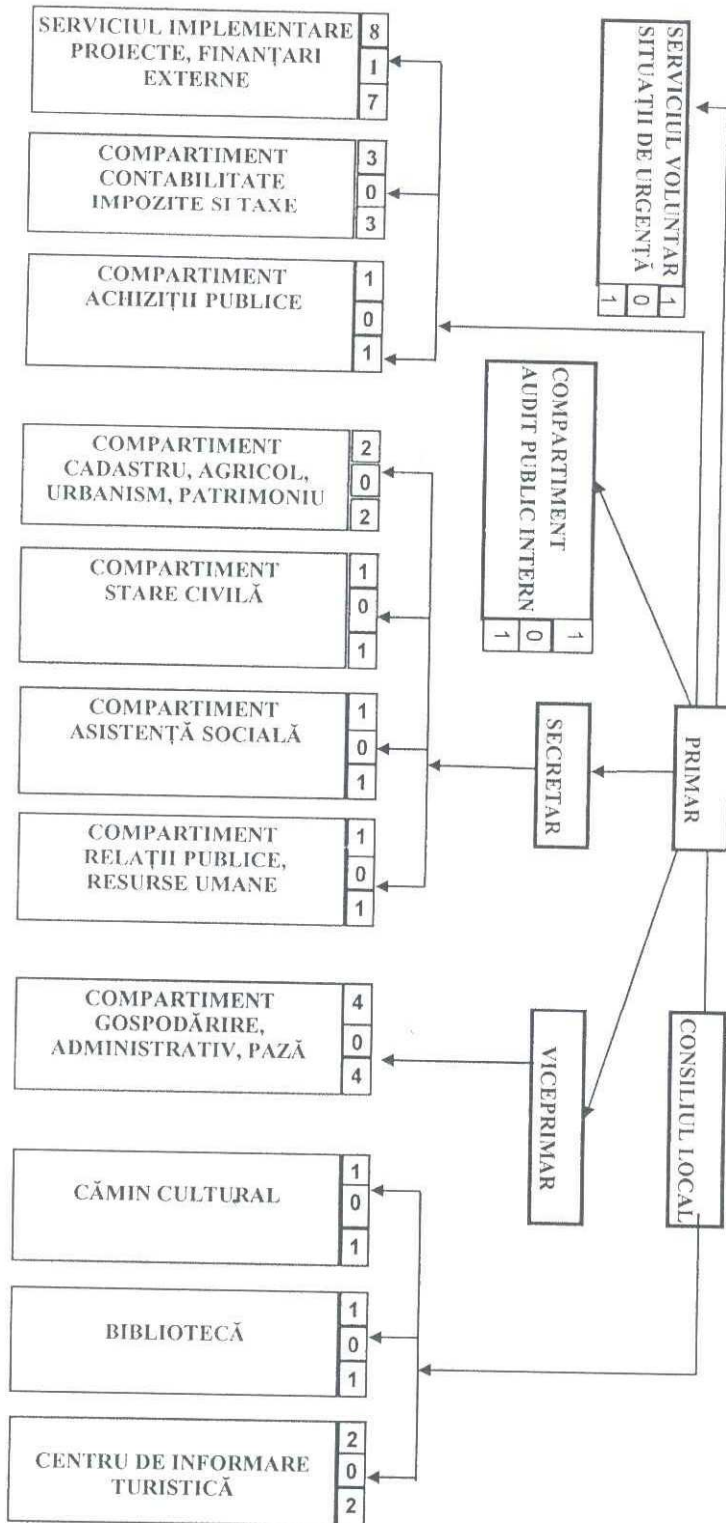 SERVICIUL IMPLEMENTARE
PROIECTE, FINANȚARI
EXTERNE
8
1
7
COMPARTIMENT
CONTABILITATE
IMPOZITE SI TAXE
3
0
3
COMPARTIMENT
ACHIZIȚII PUBLICE
1
0
1
COMPARTIMENT
CADASTRU, AGRICOL,
URBANISM, PATRIMONIU
2
0
2
COMPARTIMENT
STARE CIVILĂ
1
0
1
COMPARTIMENT
ASISTENȚĂ SOCIALĂ
1
0
1
COMPARTIMENT
RELAȚII PUBLICE,
RESURSE UMANE
1
0
1
COMPARTIMENT
GOSPODĂRIRE,
ADMINISTRATIV, PAZĂ
4
0
4
CĂMIN CULTURAL
1
0
1
BIBLIOTECĂ
1
0
1
CENTRU DE INFORMARE
TURISTICĂ
2
0
2
SERVICIUL VOLUNTAR
SITUAȚII DE URGENȚĂ
1
0
1
COMPARTIMENT
AUDIT PUBLIC INTERN
1
0
1
SECRETAR
VICEPRIMAR
PRIMAR
CONSILIUL LOCAL